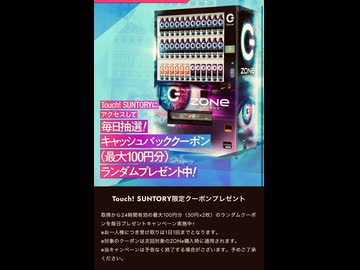 Touch! SUNTORYに
アクセスして
毎日抽選!
キャッシュバッククーポン
(最大100円分)
ランダムプレゼント中!
ZONe
Touch! SUNTORY限定クーポンプレゼント
取得から24時間有効の最大100円分（50円×2枚）のランダムクーポ
ンを毎日プレゼントキャンペーン実施中!
※お一人様につき受け取りは1日1回までとなります。
※対象のクーポンは次回対象のZONe購入時に適用されます。
※当キャンペーンは予告なく終了する場合がございます。予めご了承
ください。